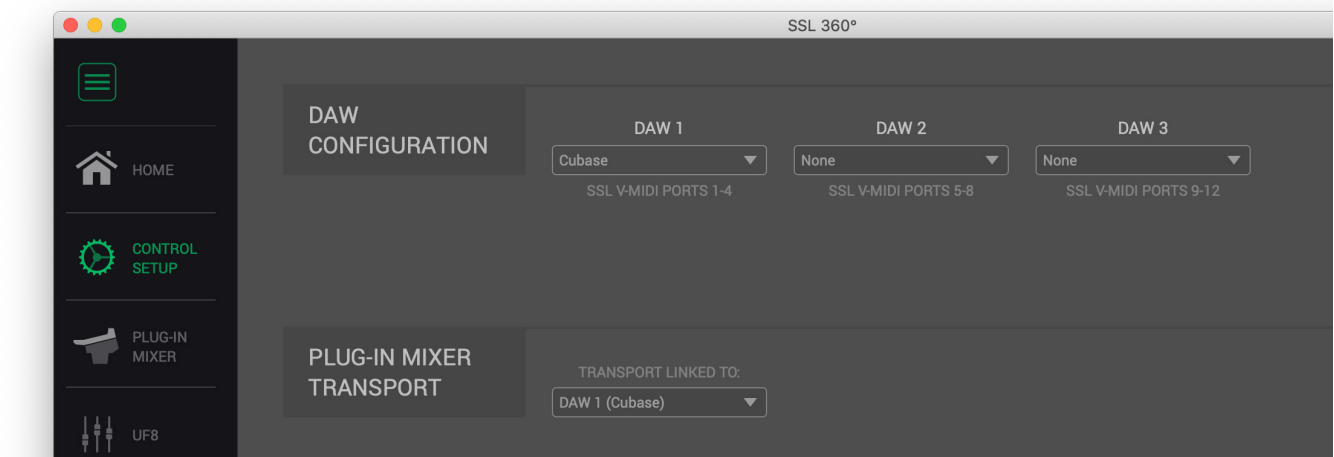 SSL 360°
HOME
CONTROL
SETUP
PLUG-IN
MIXER
UF8
DAW
CONFIGURATION
DAW 1
DAW 2
DAW 3
Cubase
None
None
SSL V-MIDI PORTS 1-4
SSL V-MIDI PORTS 5-8
SSL V-MIDI PORTS 9-12
PLUG-IN MIXER
TRANSPORT
TRANSPORT LINKED TO:
DAW 1 (Cubase)